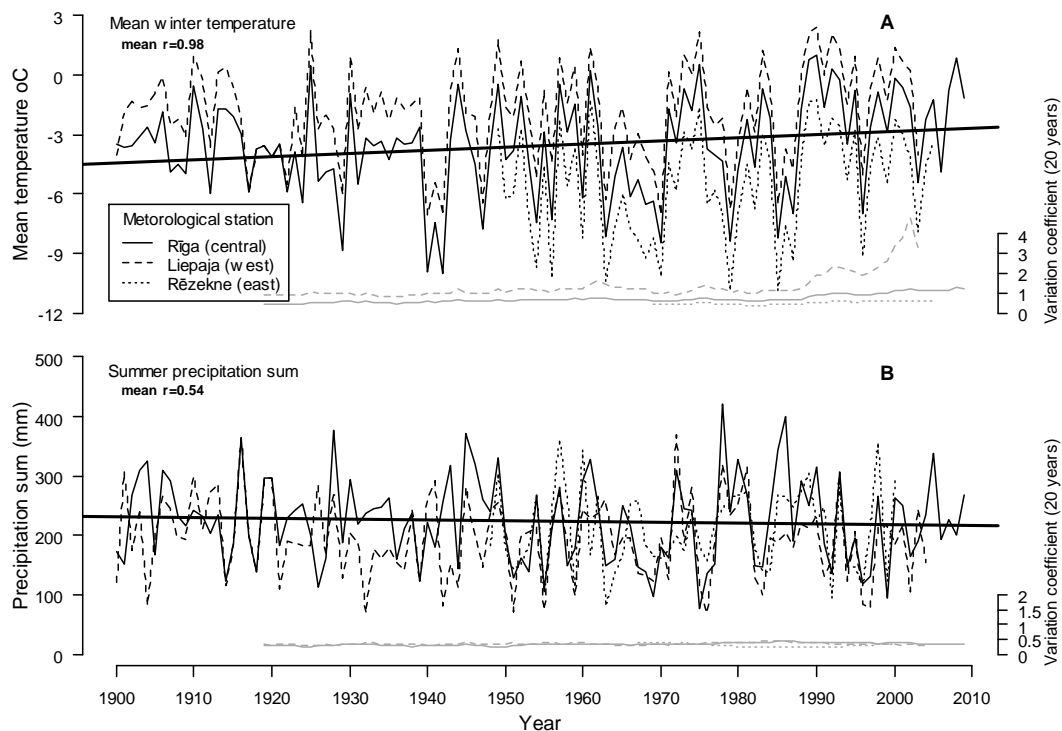 Mean winter temperature
mean r=0.98
A
Mean temperature oC
3
0
-3
-6
-9
-12
Metorological station
Rīga (central)
Liepaja (west)
Rēzekne (east)
Variation coefficient (20 years)
4
3
2
1
0
Summer precipitation sum
mean r=0.54
B
Precipitation sum (mm)
500
400
300
200
100
0
Variation coefficient (20 years)
2
1.5
1
0.5
0
1900 1910 1920 1930 1940 1950 1960 1970 1980 1990 2000 2010
Year